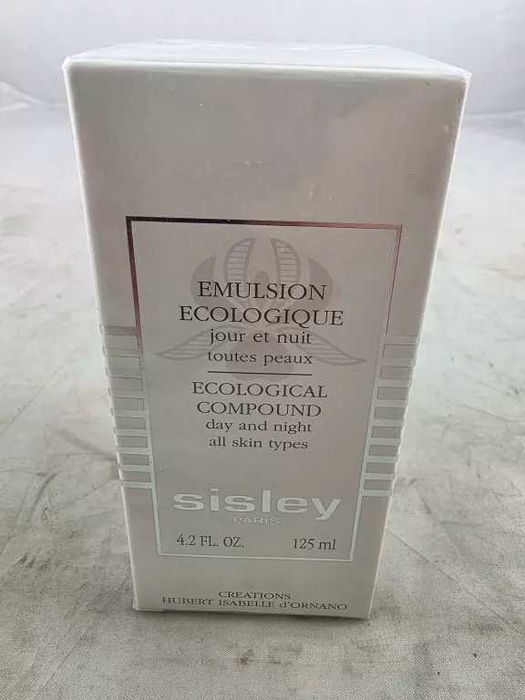 EMULSION
ECOLOGIQUE
jour et nuit
toutes peaux
ECOLOGICAL
COMPOUND
day and night
all skin types
sisley
PARIS
4.2 FL. OZ. 125 ml
CREATIONS
HUBERT ISABELLE d'ORNANO